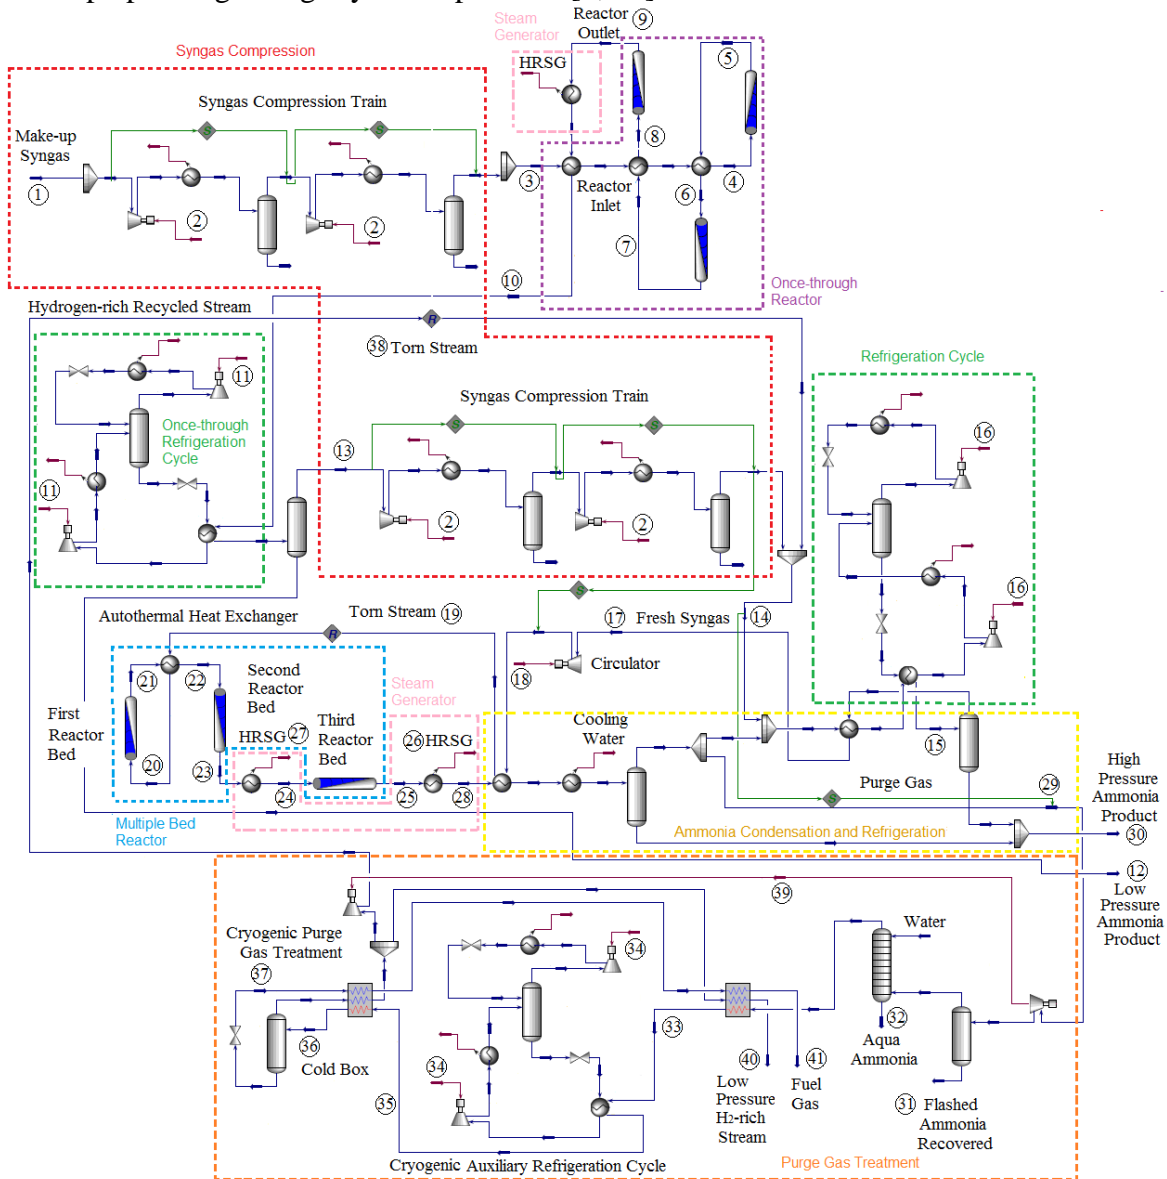 Steam
Generator
Reactor
Outlet
9
Syngas Compression
HRSG
5
Syngas Compression Train
Make-up
Syngas
S
S
8
1
3
4
Reactor
Inlet
6
2
2
7
10
Once-through
Reactor
Hydrogen-rich Recycled Stream
R
38
Torn Stream
Refrigeration Cycle
11
Syngas Compression Train
Once-through
Refrigeration
Cycle
S
S
16
13
11
2
2
16
S
Autothermal Heat Exchanger
Torn Stream
19
17
Fresh Syngas
14
R
21
22
Second
Reactor
Bed
18
Circulator
Steam
Generator
First
Reactor
Bed
HRSG
27
Third
Reactor
Bed
26
HRSG
Cooling
Water
15
20
23
24
25
28
Purge Gas
29
High
Pressure
Ammonia
Product
S
Multiple Bed
Reactor
Ammonia Condensation and Refrigeration
30
12
Low
Pressure
Ammonia
Product
39
Cryogenic Purge
Gas Treatment
Water
34
37
33
32
Aqua
Ammonia
36
Cold Box
34
40
41
35
Low
Pressure
H2-rich
Stream
Fuel
Gas
31
Flashed
Ammonia
Recovered
Cryogenic Auxiliary Refrigeration Cycle
Purge Gas Treatment